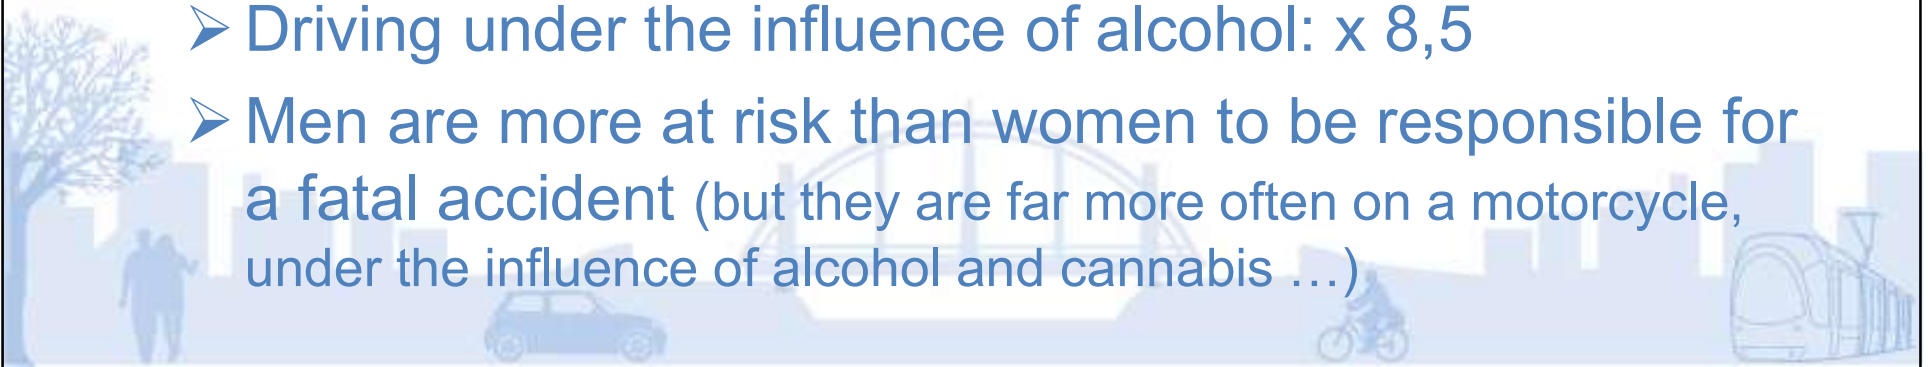 ➢ Driving under the influence of alcohol: x 8,5
➢ Men are more at risk than women to be responsible for
a fatal accident (but they are far more often on a motorcycle,
under the influence of alcohol and cannabis …)